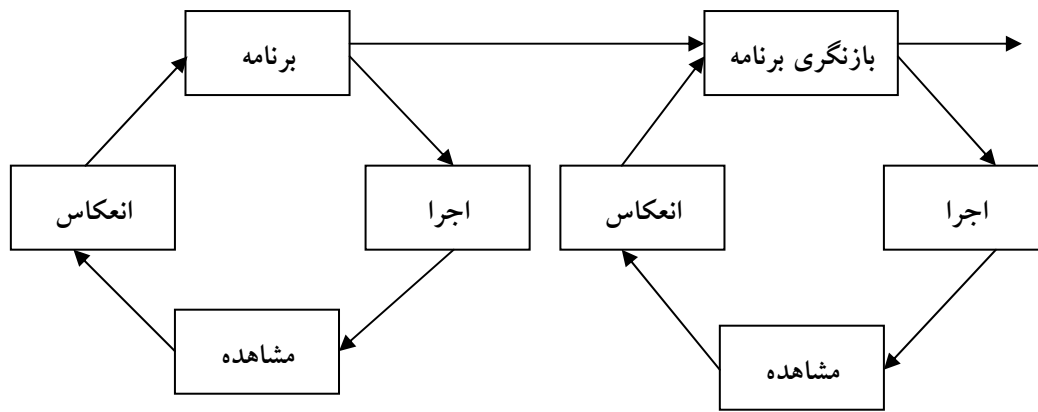 برنامه
بازنگری برنامه
انعکاس
اجرا
انعکاس
اجرا
مشاهده
مشاهده